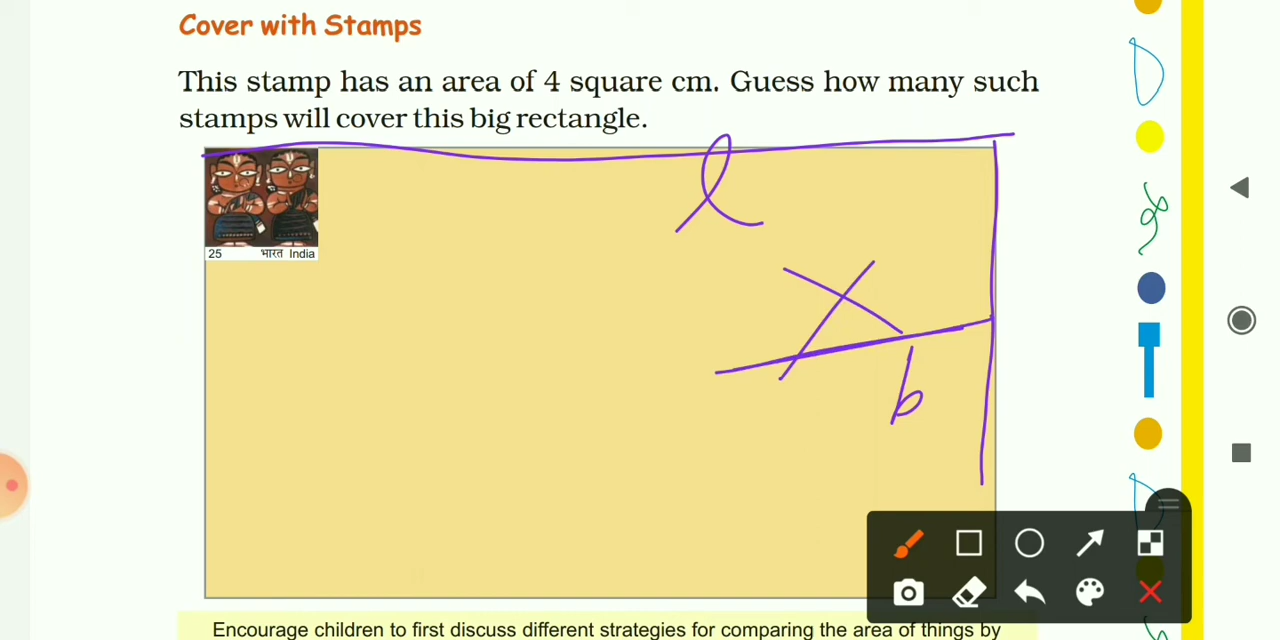 Cover with Stamps
This stamp has an area of 4 square cm. Guess how many such
stamps will cover this big rectangle.
l
25 भारत India
b
Encourage children to first discuss different strategies for comparing the area of things by